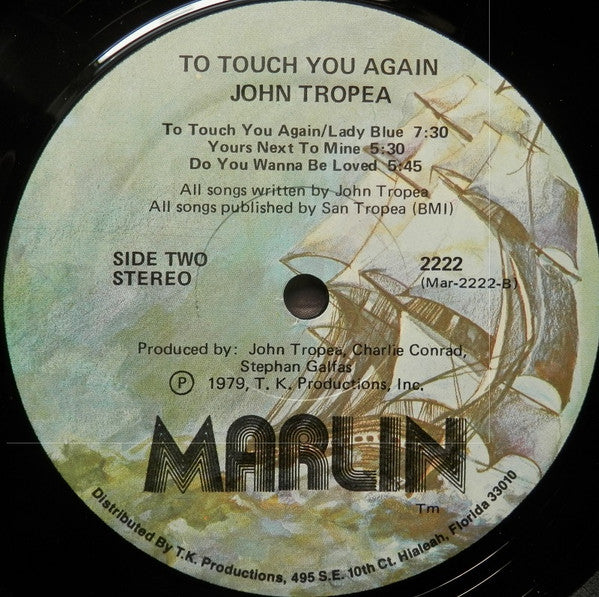 TO TOUCH YOU AGAIN
JOHN TROPEA
To Touch You Again/Lady Blue 7:30
Yours Next To Mine 5:30
Do You Wanna Be Loved 5:45
All songs written by John Tropea
All songs published by San Tropea (BMI)
SIDE TWO
STEREO
2222
(Mar-2222-B)
Produced by: John Tropea, Charlie Conrad,
Stephan Galfas
Ⓟ 1979, T. K. Productions, Inc.
MARLIN
Tm
Distributed By T.K. Productions, 495 S.E. 10th Ct. Hialeah, Florida 33010